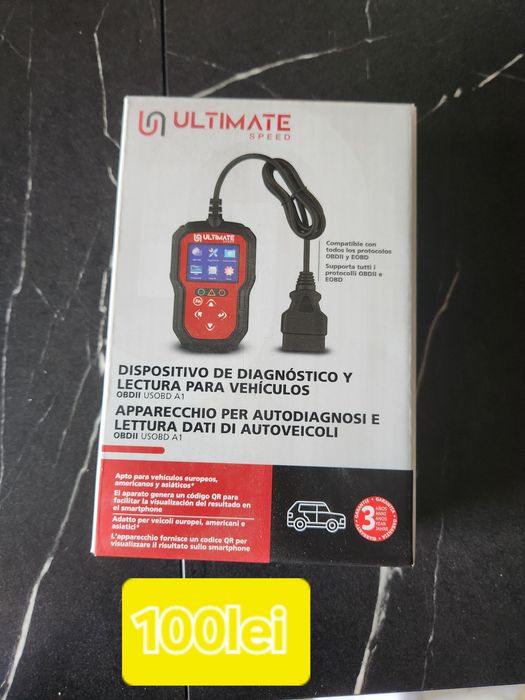 ULTIMATE
SPEED
ULTIMATE
Compatible con
todos los protocolos
OBDII y EOBD
Supporta tutti i
protocolli OBDII e
EOBD
DISPOSITIVO DE DIAGNÓSTICO Y
LECTURA PARA VEHÍCULOS
OBDII USOBD A1
APPARECCHIO PER AUTODIAGNOSI E
LETTURA DATI DI AUTOVEICOLI
OBDII USOBD A1
Apto para vehículos europeos,
americanos y asiáticos*
El aparato genera un código QR para
facilitar la visualización del resultado en
el smartphone
Adatto per veicoli europei, americani e
asiatici*
L'apparecchio fornisce un codice QR per
visualizzare il risultato sullo smartphone
3
100lei